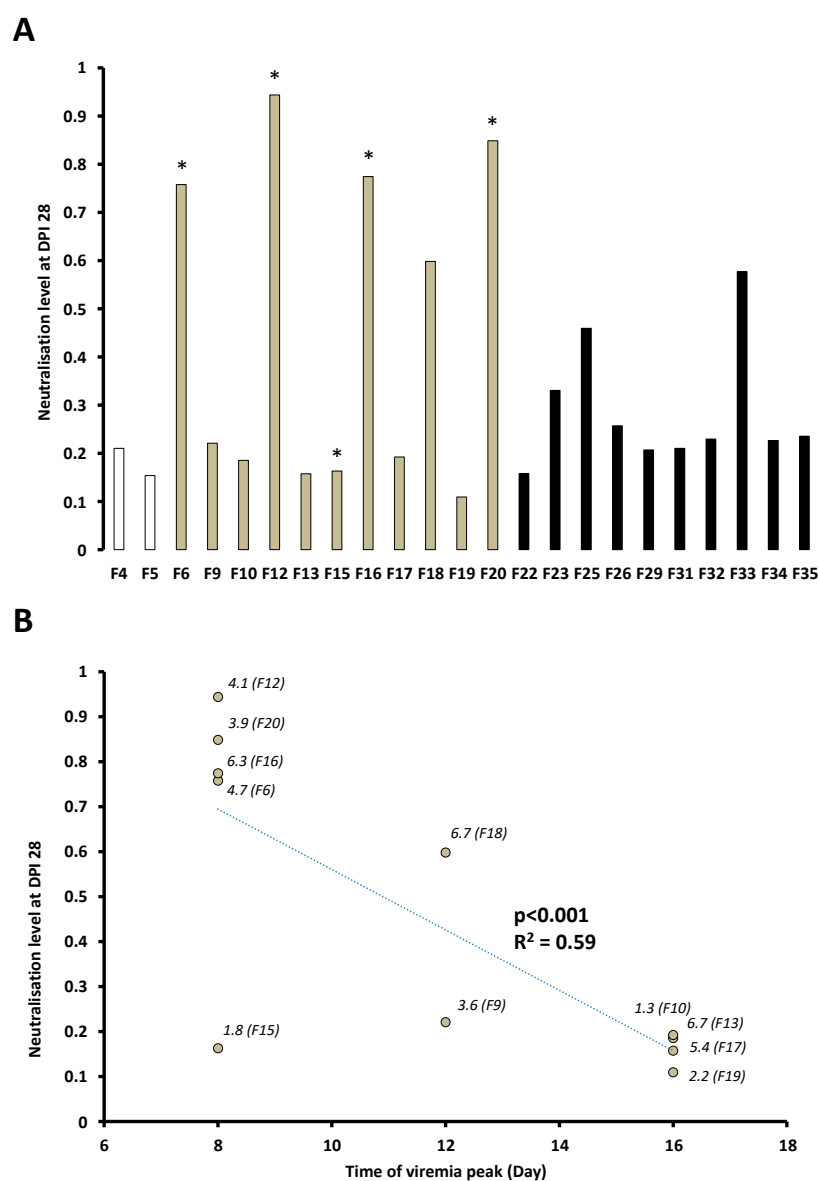 A
Neutralisation level at DPI 28
1
0.9
0.8
0.7
0.6
0.5
0.4
0.3
0.2
0.1
0
*
*
*
*
*
F4 F5 F6 F9 F10 F12 F13 F15 F16 F17 F18 F19 F20 F22 F23 F25 F26 F29 F31 F32 F33 F34 F35
B
Neutralisation level at DPI 28
1
0.9
0.8
0.7
0.6
0.5
0.4
0.3
0.2
0.1
0
4.1 (F12)
3.9 (F20)
6.3 (F16)
4.7 (F6)
6.7 (F18)
p<0.001
R² = 0.59
3.6 (F9)
1.3 (F10)
6.7 (F13)
1.8 (F15)
5.4 (F17)
2.2 (F19)
6 8 10 12 14 16 18
Time of viremia peak (Day)